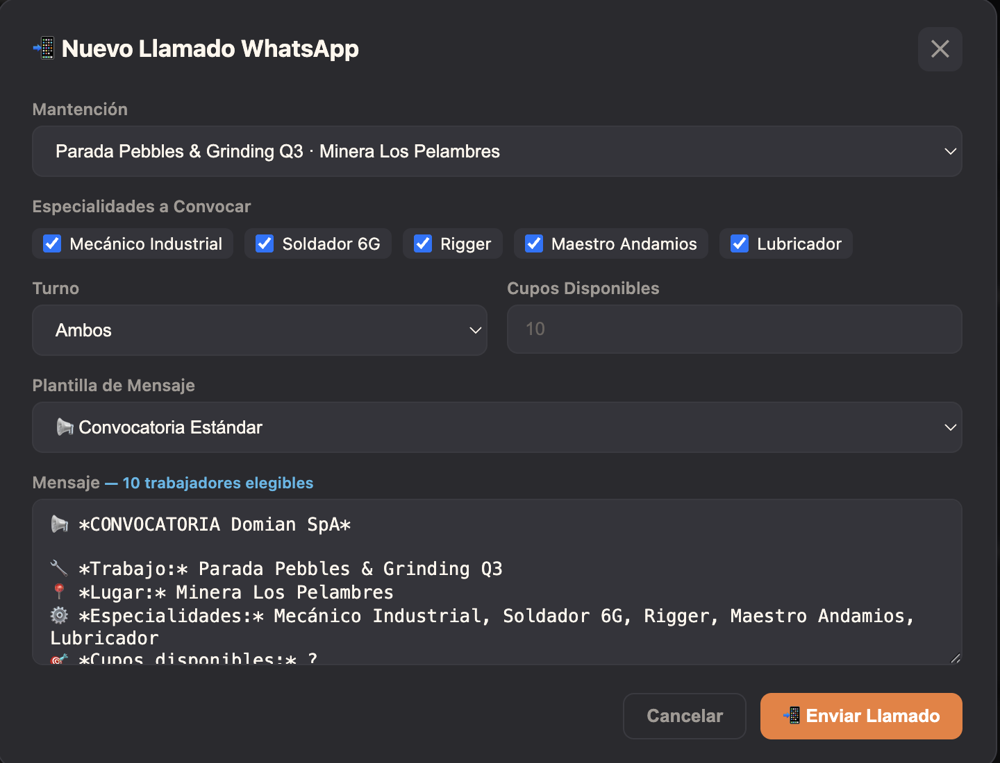 📲 Nuevo Llamado WhatsApp
Mantención
Parada Pebbles & Grinding Q3 · Minera Los Pelambres
Especialidades a Convocar
Mecánico Industrial
Soldador 6G
Rigger
Maestro Andamios
Lubricador
Turno
Cupos Disponibles
Ambos
10
Plantilla de Mensaje
📢 Convocatoria Estándar
Mensaje — 10 trabajadores elegibles
📢 *CONVOCATORIA Domian SpA*
🔧 *Trabajo:* Parada Pebbles & Grinding Q3
📍 *Lugar:* Minera Los Pelambres
⚙️ *Especialidades:* Mecánico Industrial, Soldador 6G, Rigger, Maestro Andamios,
Lubricador
🎯 *Cupos disponibles:* ?
Cancelar
📲 Enviar Llamado